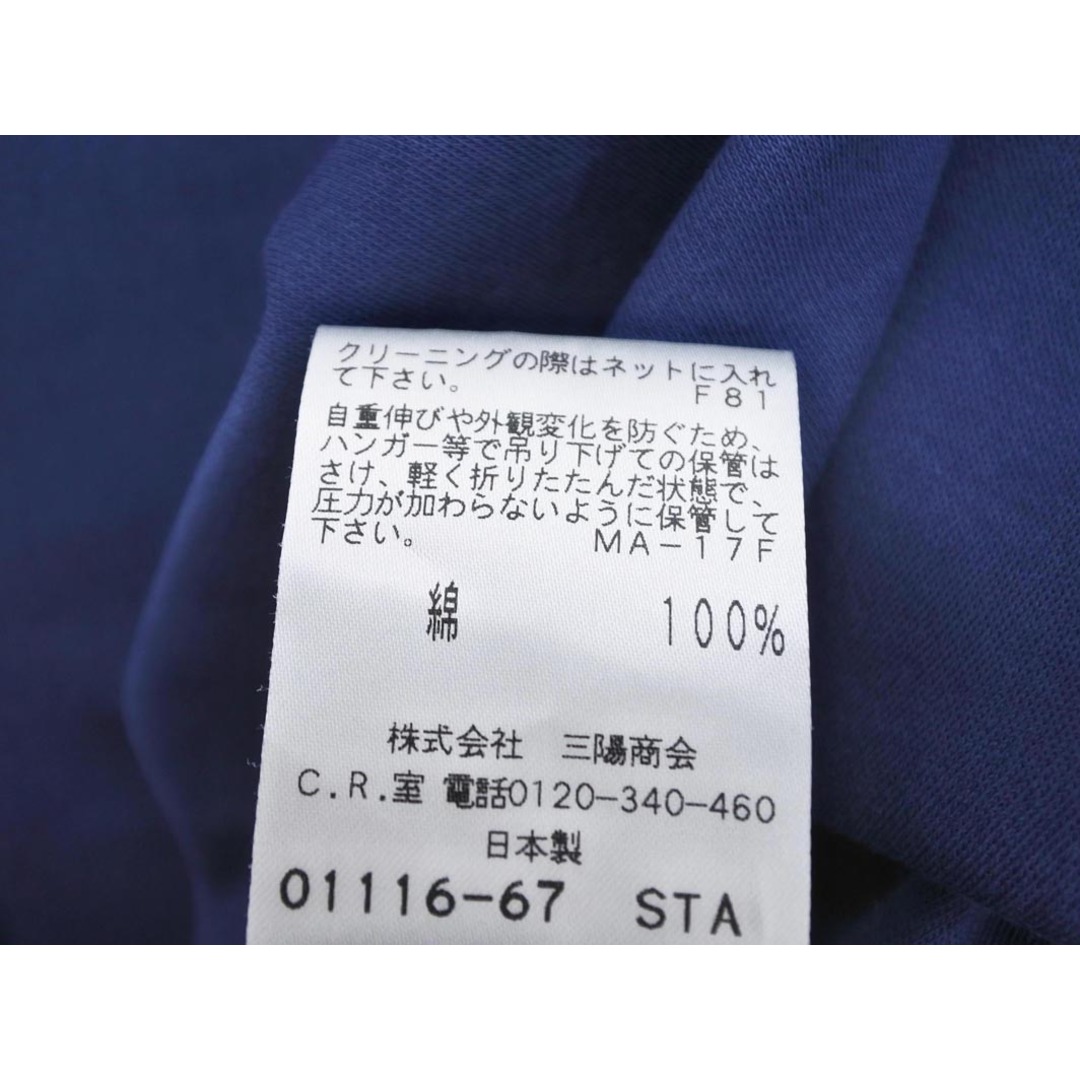 クリーニングの際はネットに入れ
て下さい。 F81
自重伸びや外観変化を防ぐため、
ハンガー等で吊り下げての保管は
さけ、軽く折りたたんだ状態で、
圧力が加わらないように保管して
下さい。 MA-17F
綿 100%
株式会社 三陽商会
C.R.室 電話0120-340-460
日本製
01116-67 STA